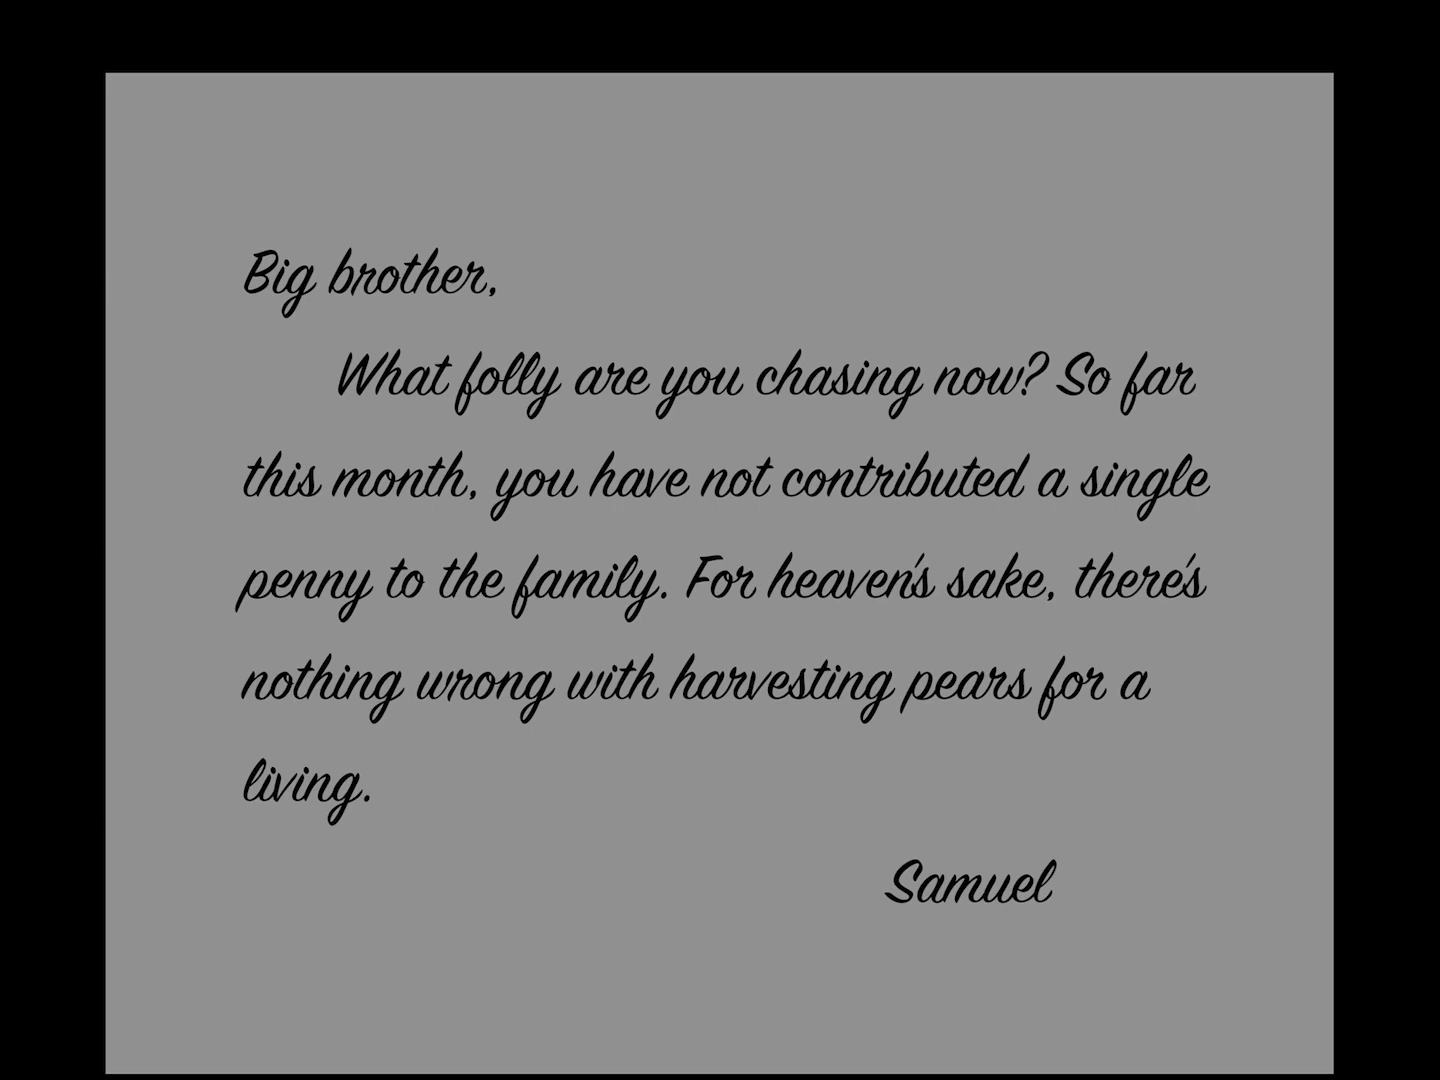 Big brother,
What folly are you chasing now? So far
this month, you have not contributed a single
penny to the family. For heaven's sake, there's
nothing wrong with harvesting pears for a
living.
Samuel